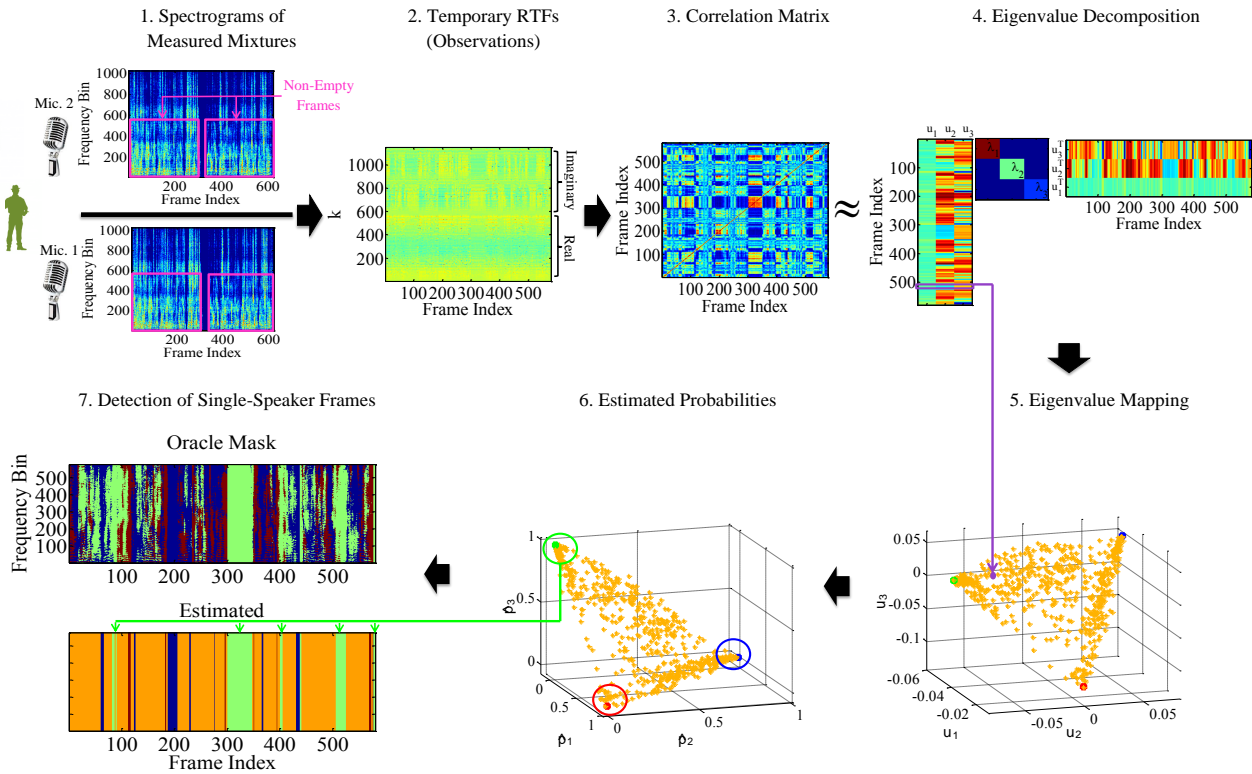 1. Spectrograms of
Measured Mixtures
2. Temporary RTFs
(Observations)
3. Correlation Matrix
4. Eigenvalue Decomposition
Mic. 2
Frequency Bin
1000
800
600
400
200
Non-Empty
Frames
200 400 600
Frame Index
Mic. 1
Frequency Bin
1000
800
600
400
200
200 400 600
Frame Index
k
1000
800
600
400
200
Imaginary
Real
100 200 300 400 500
Frame Index
Frame Index
500
400
300
200
100
100 200 300 400 500
Frame Index
≈
u1 u2 u3
Frame Index
100
200
300
400
500
λ1
λ2
λ3
u3T
u2T
u1T
100 200 300 400 500
Frame Index
7. Detection of Single-Speaker Frames
6. Estimated Probabilities
5. Eigenvalue Mapping
Oracle Mask
Frequency Bin
500
400
300
200
100
100 200 300 400 500
Estimated
100 200 300 400 500
Frame Index
p̂3
1
0.5
0
0
0.5
1
p̂1
0
0.5
1
p̂2
u3
0.05
0
-0.05
-0.1
-0.06
-0.04
-0.02
u1
-0.05
0
0.05
u2